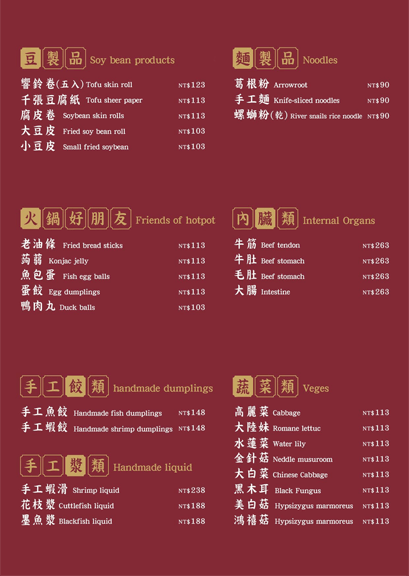 豆製品 Soy bean products
響鈴卷(五入) Tofu skin roll NT$123
千張豆腐紙 Tofu sheer paper NT$113
腐皮卷 Soybean skin rolls NT$113
大豆皮 Fried soy bean roll NT$103
小豆皮 Small fried soybean NT$103
麵製品 Noodles
葛根粉 Arrowroot NT$90
手工麵 Knife-sliced noodles NT$90
螺螄粉(乾) River snails rice noodle NT$90
火鍋好朋友 Friends of hotpot
老油條 Fried bread sticks NT$113
蒟蒻 Konjac jelly NT$113
魚包蛋 Fish egg balls NT$113
蛋餃 Egg dumplings NT$113
鴨肉丸 Duck balls NT$103
內臟類 Internal Organs
牛筋 Beef tendon NT$263
牛肚 Beef stomach NT$263
毛肚 Beef stomach NT$263
大腸 Intestine NT$263
手工餃類 handmade dumplings
手工魚餃 Handmade fish dumplings NT$148
手工蝦餃 Handmade shrimp dumplings NT$148
手工漿類 Handmade liquid
手工蝦滑 Shrimp liquid NT$238
花枝漿 Cuttlefish liquid NT$188
墨魚漿 Blackfish liquid NT$188
蔬菜類 Veges
高麗菜 Cabbage NT$113
大陸妹 Romane lettuc NT$113
水蓮菜 Water lily NT$113
金針菇 Neddle musuroom NT$113
大白菜 Chinese Cabbage NT$113
黑木耳 Black Fungus NT$113
美白菇 Hypsizygus marmoreus NT$113
鴻禧菇 Hypsizygus marmoreus NT$113